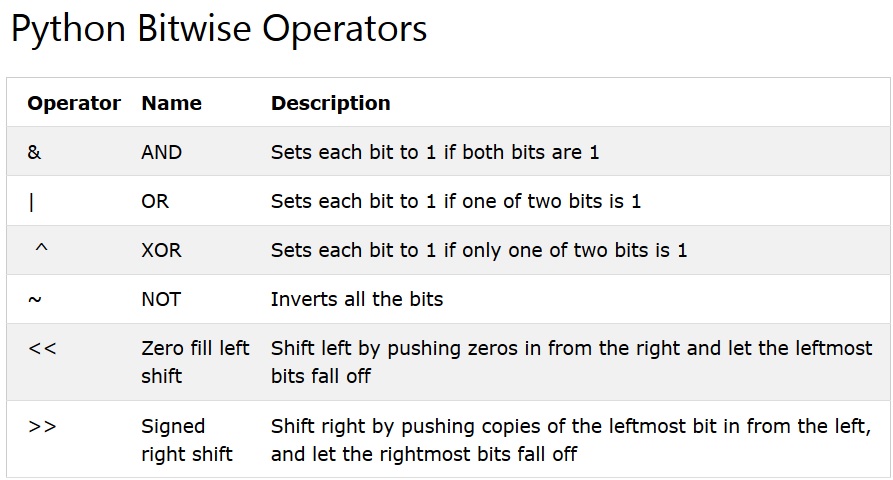 Python Bitwise Operators
Operator Name Description
& AND Sets each bit to 1 if both bits are 1
| OR Sets each bit to 1 if one of two bits is 1
^ XOR Sets each bit to 1 if only one of two bits is 1
~ NOT Inverts all the bits
<< Zero fill left Shift left by pushing zeros in from the right and let the leftmost
shift bits fall off
>> Signed Shift right by pushing copies of the leftmost bit in from the left,
right shift and let the rightmost bits fall off